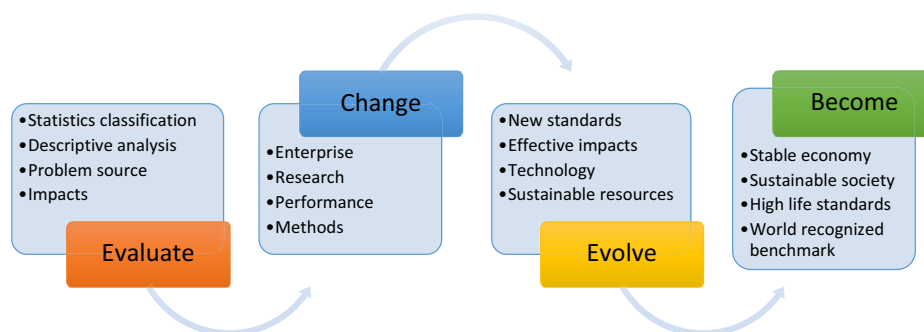 •Statistics classification
•Descriptive analysis
•Problem source
•Impacts
Evaluate
Change
•Enterprise
•Research
•Performance
•Methods
•New standards
•Effective impacts
•Technology
•Sustainable resources
Evolve
Become
•Stable economy
•Sustainable society
•High life standards
•World recognized
benchmark